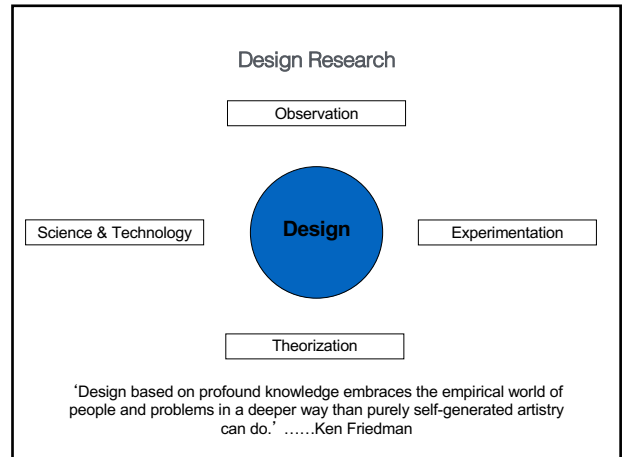 Design Research
Observation
Science & Technology
Design
Experimentation
Theorization
‘Design based on profound knowledge embraces the empirical world of
people and problems in a deeper way than purely self-generated artistry
can do.’ ……Ken Friedman